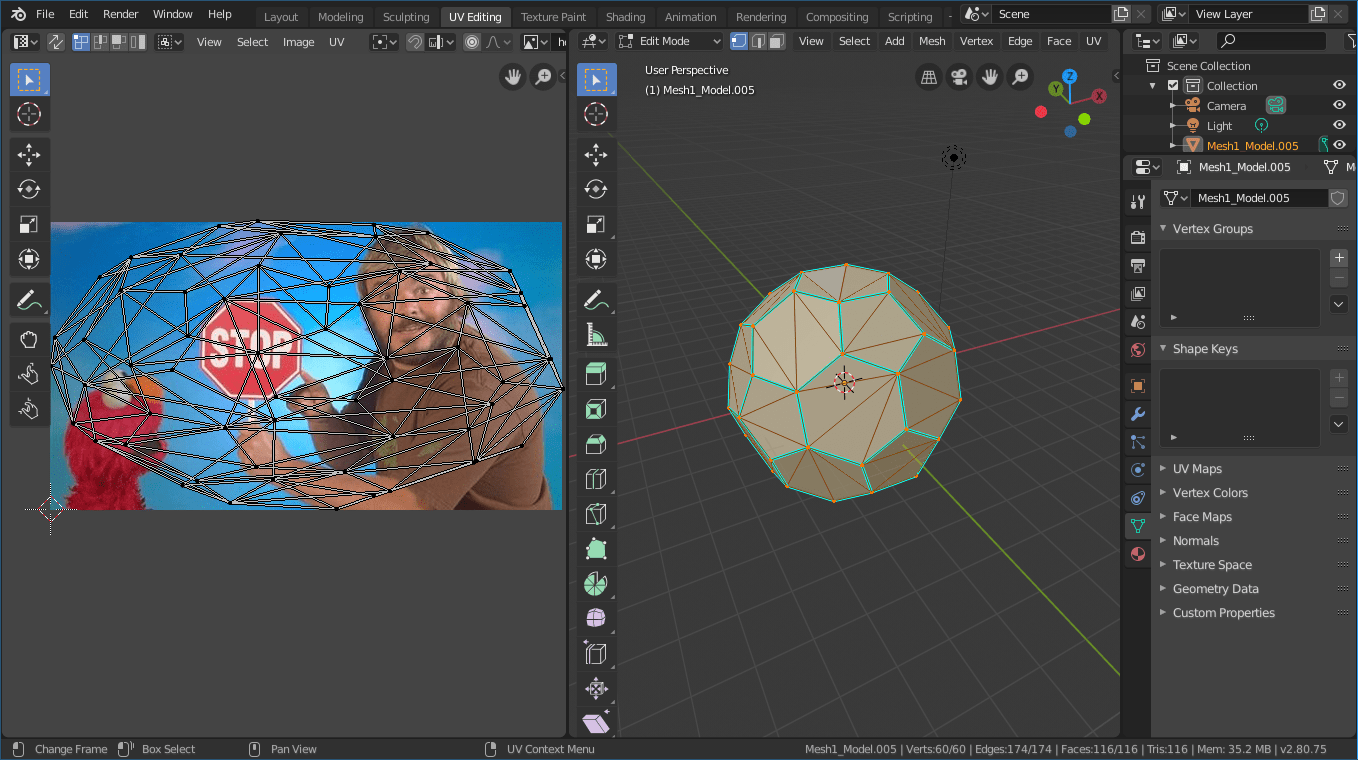 File Edit Render Window Help Layout Modeling Sculpting UV Editing Texture Paint Shading Animation Rendering Compositing Scripting Scene View Layer
View Select Image UV
Edit Mode View Select Add Mesh Vertex Edge Face UV
User Perspective
(1) Mesh1_Model.005
Z
Y
X
STOP
Scene Collection
Collection
Camera
Light
Mesh1_Model.005
Mesh1_Model.005
Mesh1_Model.005
Vertex Groups
Shape Keys
UV Maps
Vertex Colors
Face Maps
Normals
Texture Space
Geometry Data
Custom Properties
Change Frame Box Select Pan View UV Context Menu Mesh1_Model.005 | Verts:60/60 | Edges:174/174 | Faces:116/116 | Tris:116 | Mem: 35.2 MB | v2.80.75